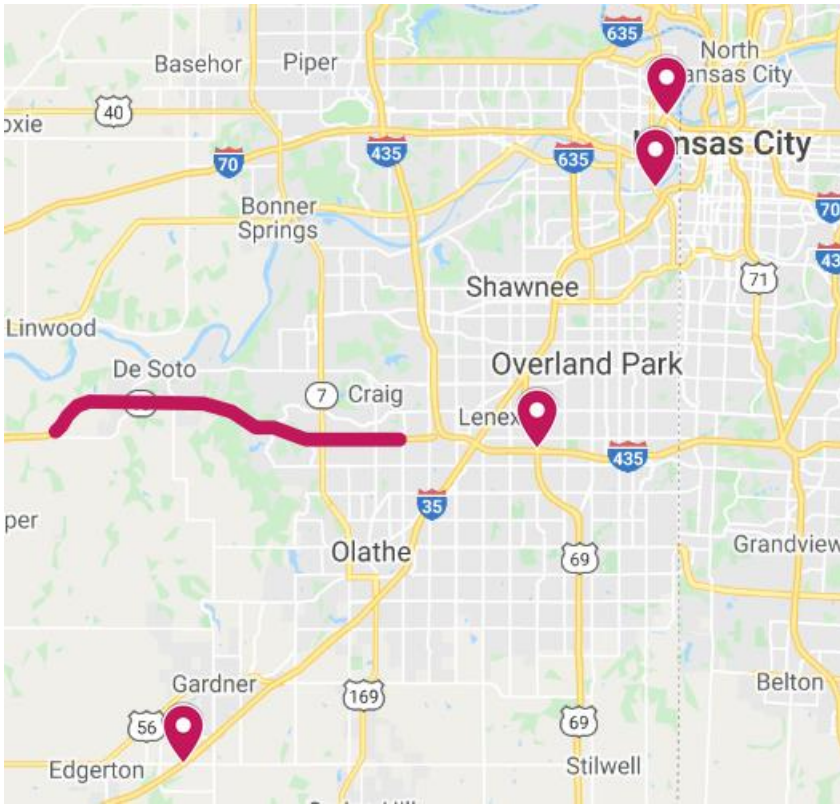 635
North
ansas City
Basehor
Piper
40
oxie
435
635
nsas City
70
70
Bonner
Springs
43
Shawnee
71
Linwood
Overland Park
De Soto
7
Craig
Lenex
435
35
per
Olathe
69
Grandview
Gardner
169
Belton
56
69
Edgerton
Stilwell